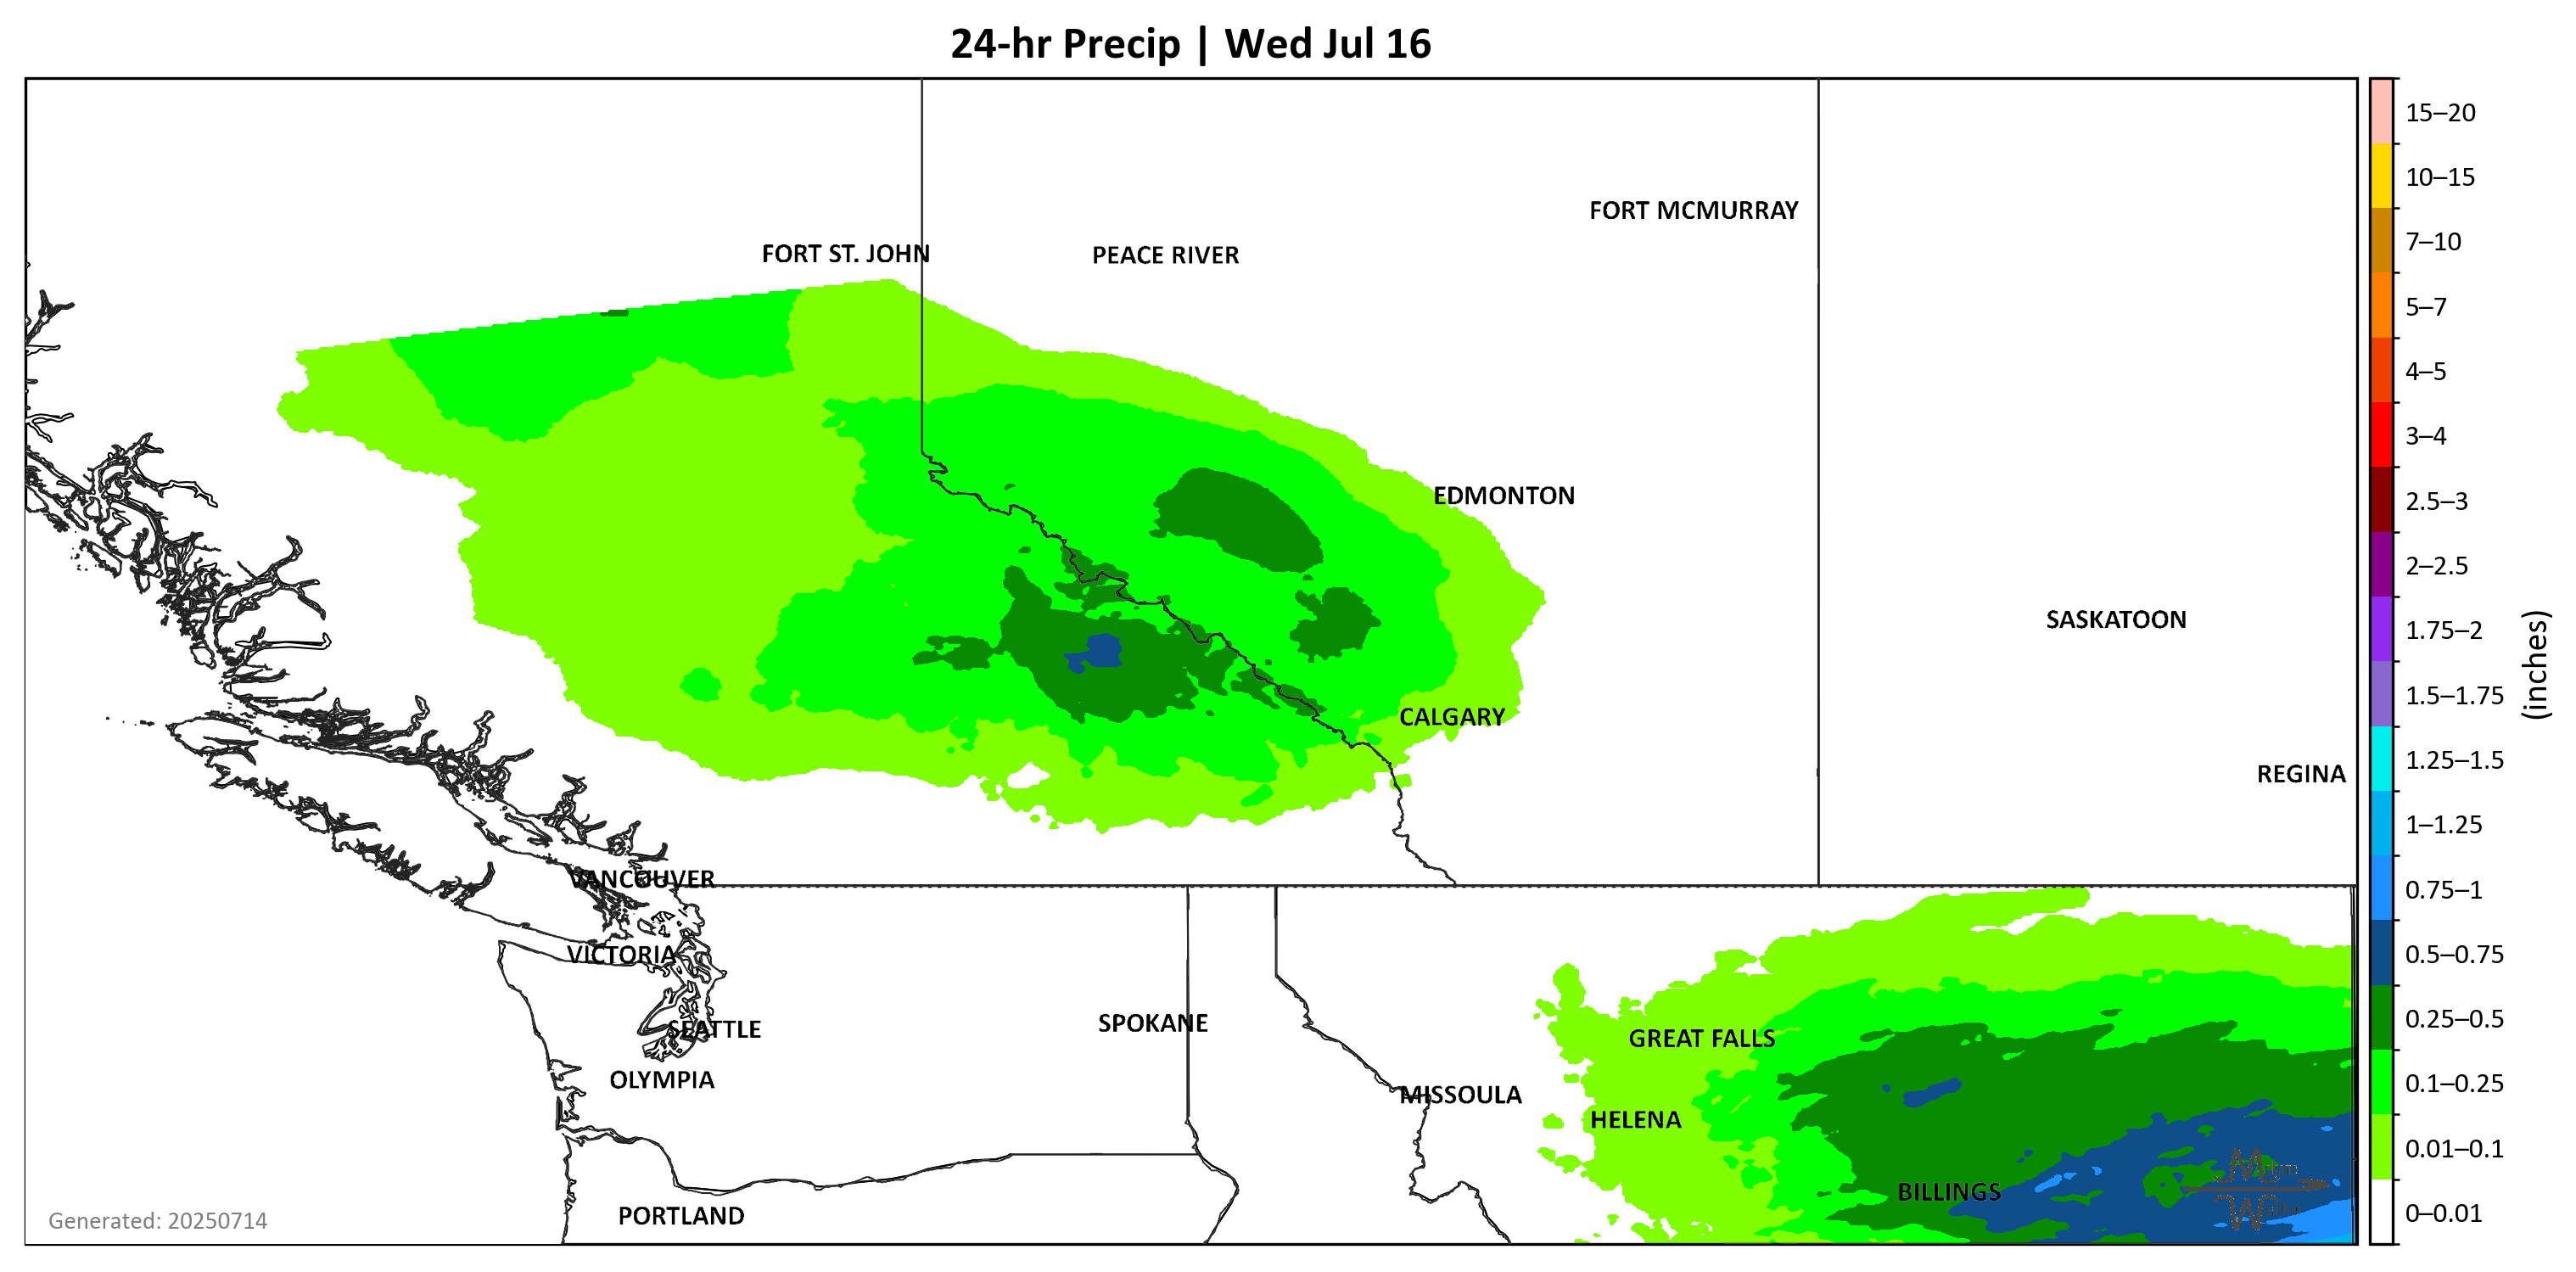 24-hr Precip | Wed Jul 16
15–20
10–15
FORT MCMURRAY
7–10
FORT ST. JOHN
PEACE RIVER
5–7
4–5
3–4
EDMONTON
2.5–3
2–2.5
SASKATOON
1.75–2
(inches)
1.5–1.75
CALGARY
1.25–1.5
REGINA
1–1.25
VANCOUVER
0.75–1
VICTORIA
0.5–0.75
SPOKANE
0.25–0.5
SEATTLE
GREAT FALLS
OLYMPIA
0.1–0.25
MISSOULA
HELENA
0.01–0.1
BILLINGS
PORTLAND
0–0.01
Generated: 20250714